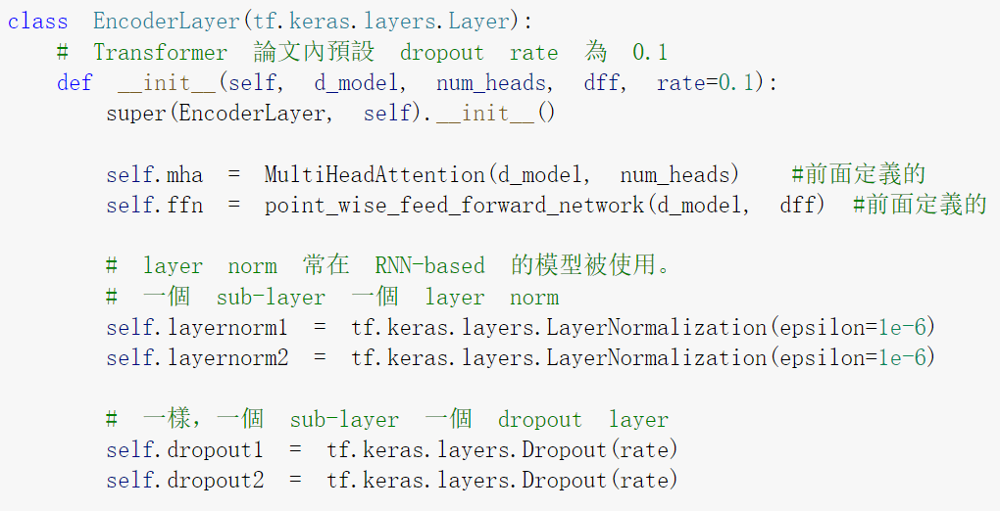 class EncoderLayer(tf.keras.layers.Layer):
# Transformer 論文內預設 dropout rate 為 0.1
def __init__(self, d_model, num_heads, dff, rate=0.1):
super(EncoderLayer, self).__init__()
self.mha = MultiHeadAttention(d_model, num_heads) #前面定義的
self.ffn = point_wise_feed_forward_network(d_model, dff) #前面定義的
# layer norm 常在 RNN-based 的模型被使用。
# 一個 sub-layer 一個 layer norm
self.layernorm1 = tf.keras.layers.LayerNormalization(epsilon=1e-6)
self.layernorm2 = tf.keras.layers.LayerNormalization(epsilon=1e-6)
# 一樣，一個 sub-layer 一個 dropout layer
self.dropout1 = tf.keras.layers.Dropout(rate)
self.dropout2 = tf.keras.layers.Dropout(rate)